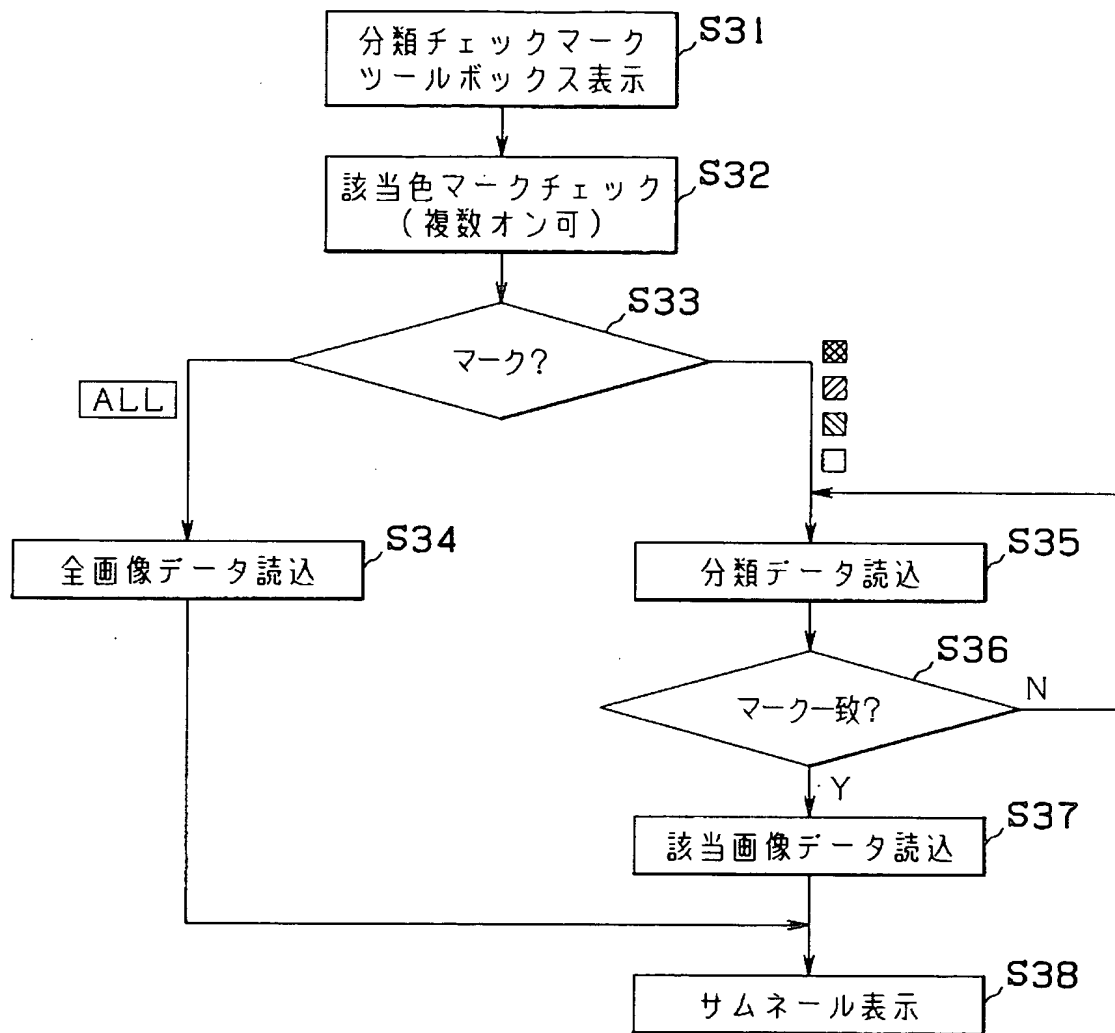 分類チェックマーク
ツールボックス表示
S31
該当色マークチェック
(複数オン可)
S32
マーク?
S33
ALL
全画像データ読込
S34
分類データ読込
S35
マーク一致?
S36
N
Y
該当画像データ読込
S37
サムネール表示
S38